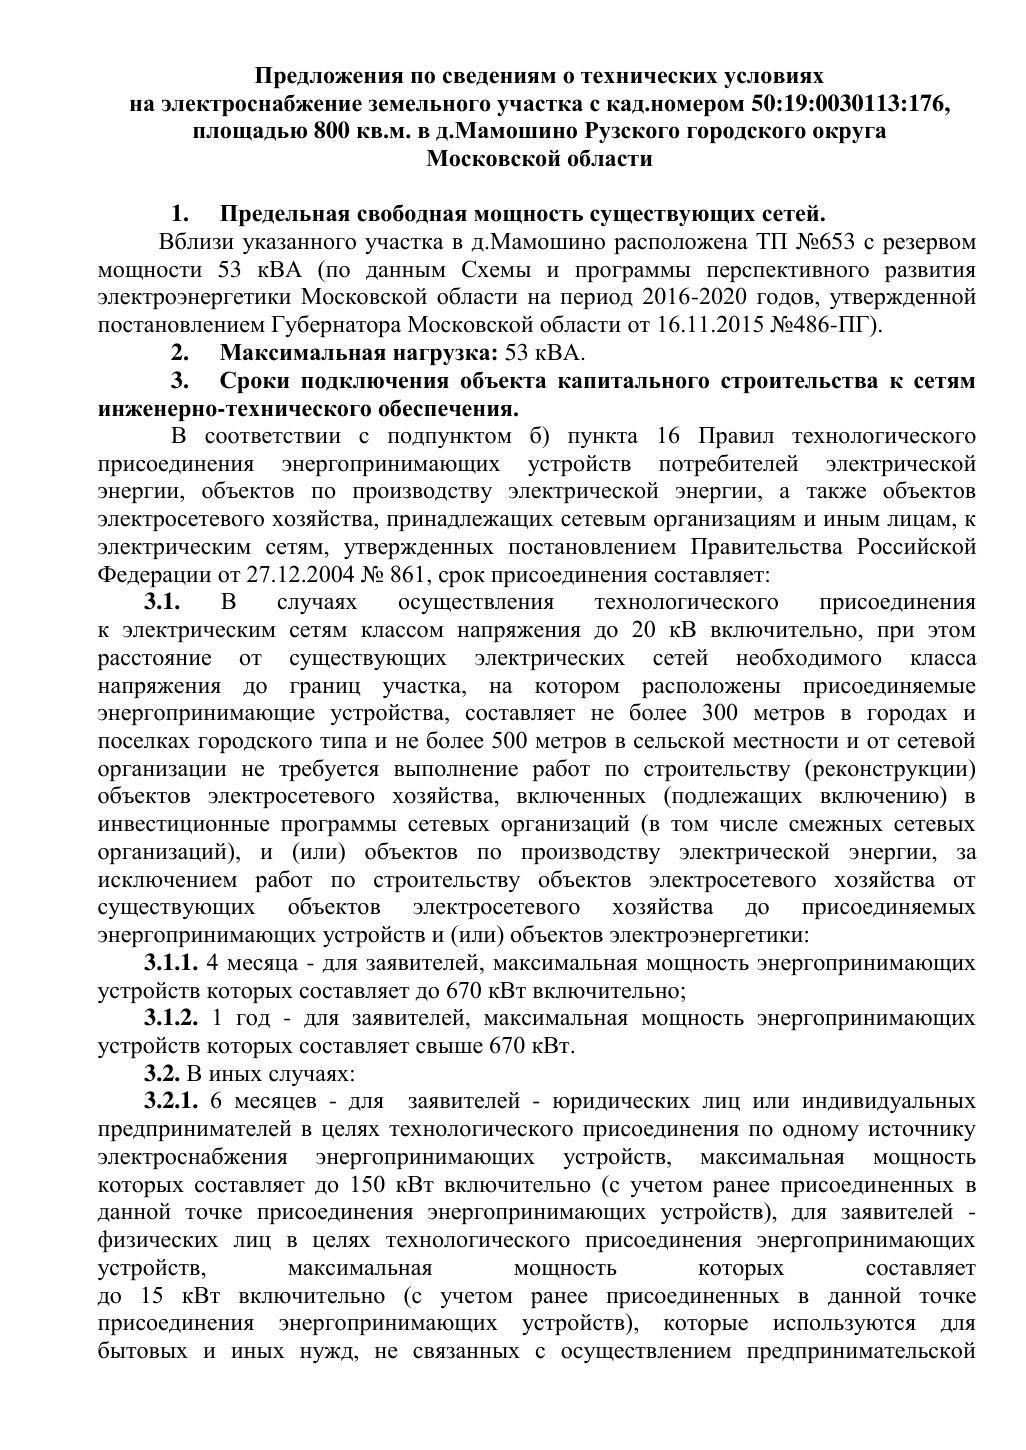 Предложения по сведениям о технических условиях
на электроснабжение земельного участка с кад.номером 50:19:0030113:176,
площадью 800 кв.м. в д.Мамошино Рузского городского округа
Московской области
1. Предельная свободная мощность существующих сетей.
Вблизи указанного участка в д.Мамошино расположена ТП №653 с резервом
мощности 53 кВА (по данным Схемы и программы перспективного развития
электроэнергетики Московской области на период 2016-2020 годов, утвержденной
постановлением Губернатора Московской области от 16.11.2015 №486-ПГ).
2. Максимальная нагрузка: 53 кВА.
3. Сроки подключения объекта капитального строительства к сетям
инженерно-технического обеспечения.
В соответствии с подпунктом б) пункта 16 Правил технологического
присоединения энергопринимающих устройств потребителей электрической
энергии, объектов по производству электрической энергии, а также объектов
электросетевого хозяйства, принадлежащих сетевым организациям и иным лицам, к
электрическим сетям, утвержденных постановлением Правительства Российской
Федерации от 27.12.2004 № 861, срок присоединения составляет:
3.1. В случаях осуществления технологического присоединения
к электрическим сетям классом напряжения до 20 кВ включительно, при этом
расстояние от существующих электрических сетей необходимого класса
напряжения до границ участка, на котором расположены присоединяемые
энергопринимающие устройства, составляет не более 300 метров в городах и
поселках городского типа и не более 500 метров в сельской местности и от сетевой
организации не требуется выполнение работ по строительству (реконструкции)
объектов электросетевого хозяйства, включенных (подлежащих включению) в
инвестиционные программы сетевых организаций (в том числе смежных сетевых
организаций), и (или) объектов по производству электрической энергии, за
исключением работ по строительству объектов электросетевого хозяйства от
существующих объектов электросетевого хозяйства до присоединяемых
энергопринимающих устройств и (или) объектов электроэнергетики:
3.1.1. 4 месяца - для заявителей, максимальная мощность энергопринимающих
устройств которых составляет до 670 кВт включительно;
3.1.2. 1 год - для заявителей, максимальная мощность энергопринимающих
устройств которых составляет свыше 670 кВт.
3.2. В иных случаях:
3.2.1. 6 месяцев - для заявителей - юридических лиц или индивидуальных
предпринимателей в целях технологического присоединения по одному источнику
электроснабжения энергопринимающих устройств, максимальная мощность
которых составляет до 150 кВт включительно (с учетом ранее присоединенных в
данной точке присоединения энергопринимающих устройств), для заявителей -
физических лиц в целях технологического присоединения энергопринимающих
устройств, максимальная мощность которых составляет
до 15 кВт включительно (с учетом ранее присоединенных в данной точке
присоединения энергопринимающих устройств), которые используются для
бытовых и иных нужд, не связанных с осуществлением предпринимательской